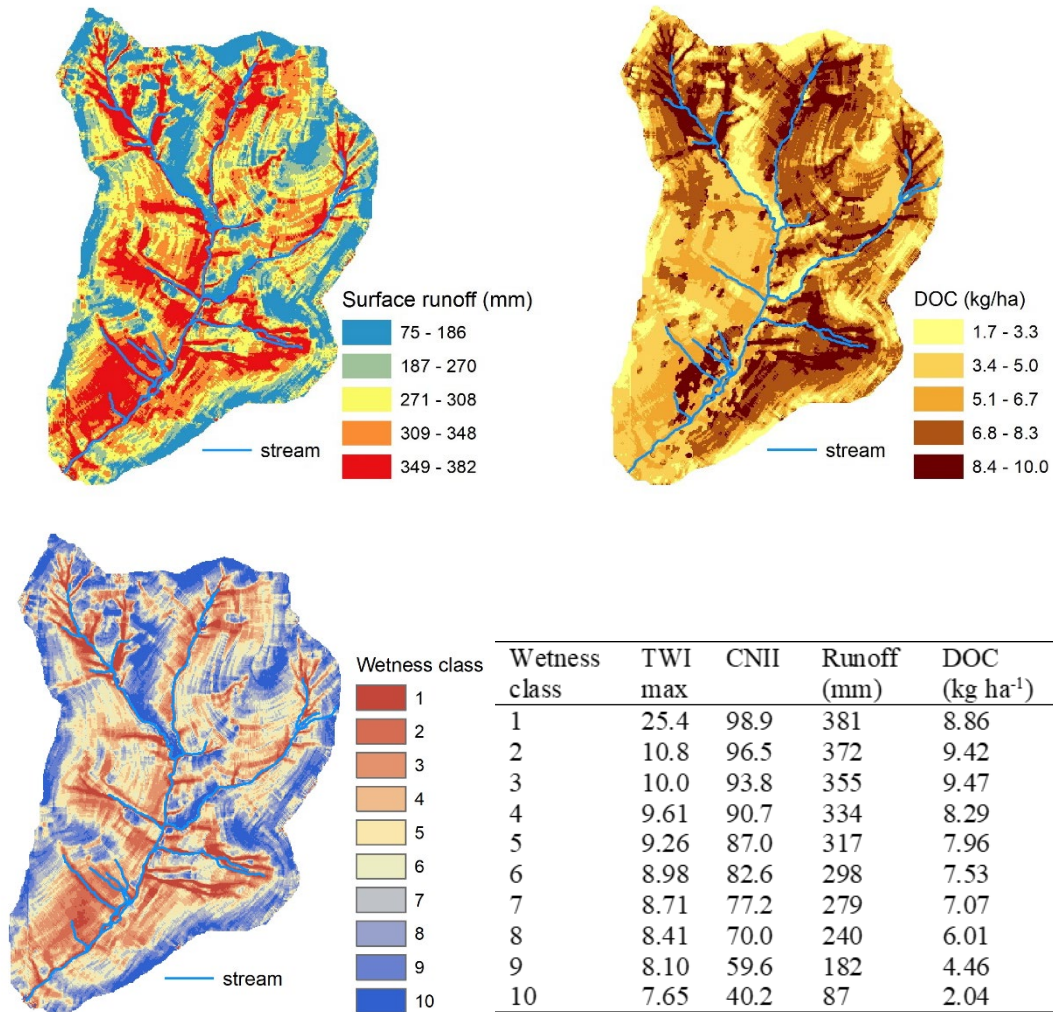 Surface runoff (mm)
75 - 186
187 - 270
271 - 308
309 - 348
349 - 382
stream
DOC (kg/ha)
1.7 - 3.3
3.4 - 5.0
5.1 - 6.7
6.8 - 8.3
8.4 - 10.0
stream
Wetness class
1
2
3
4
5
6
7
8
9
10
stream
Wetness TWI CNII Runoff DOC
class max (mm) (kg ha⁻¹)
1 25.4 98.9 381 8.86
2 10.8 96.5 372 9.42
3 10.0 93.8 355 9.47
4 9.61 90.7 334 8.29
5 9.26 87.0 317 7.96
6 8.98 82.6 298 7.53
7 8.71 77.2 279 7.07
8 8.41 70.0 240 6.01
9 8.10 59.6 182 4.46
10 7.65 40.2 87 2.04